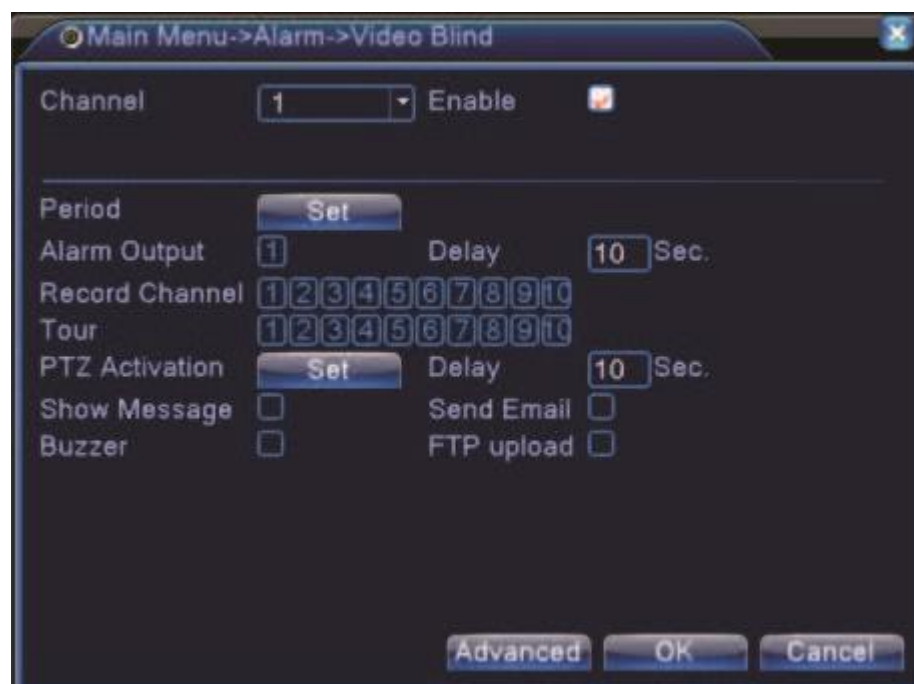 Main Menu->Alarm->Video Blind
Channel 1 Enable
Period Set
Alarm Output 1 Delay 10 Sec.
Record Channel 1 2 3 4 5 6 7 8 9 10
Tour 1 2 3 4 5 6 7 8 9 10
PTZ Activation Set Delay 10 Sec.
Show Message Send Email
Buzzer FTP upload
Advanced OK Cancel